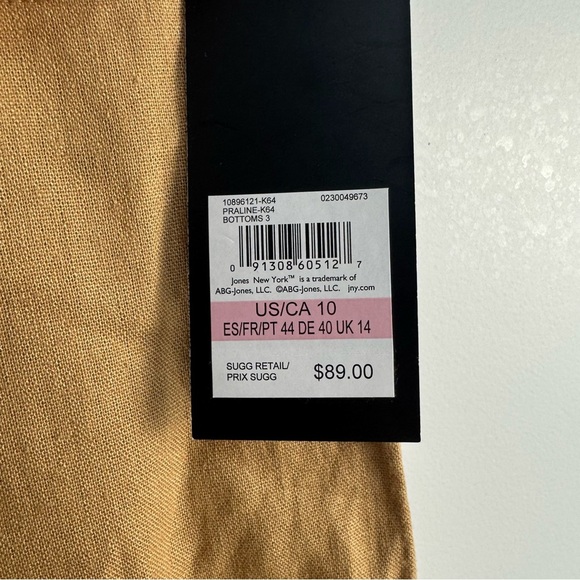 10896121-K64 0230049673
PRALINE-K64
BOTTOMS 3
0 91308 60512 7
Jones New York™ is a trademark of
ABG-Jones, LLC. ©ABG-Jones, LLC. jny.com
US/CA 10
ES/FR/PT 44 DE 40 UK 14
SUGG RETAIL/
PRIX SUGG $89.00